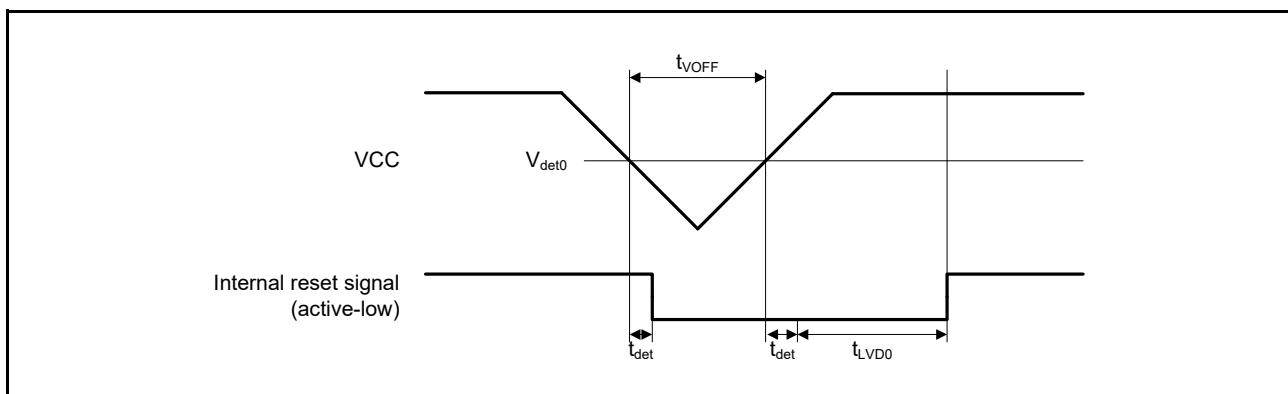 tVOFF
VCC
Vdet0
Internal reset signal
(active-low)
tdet
tdet
tLVD0